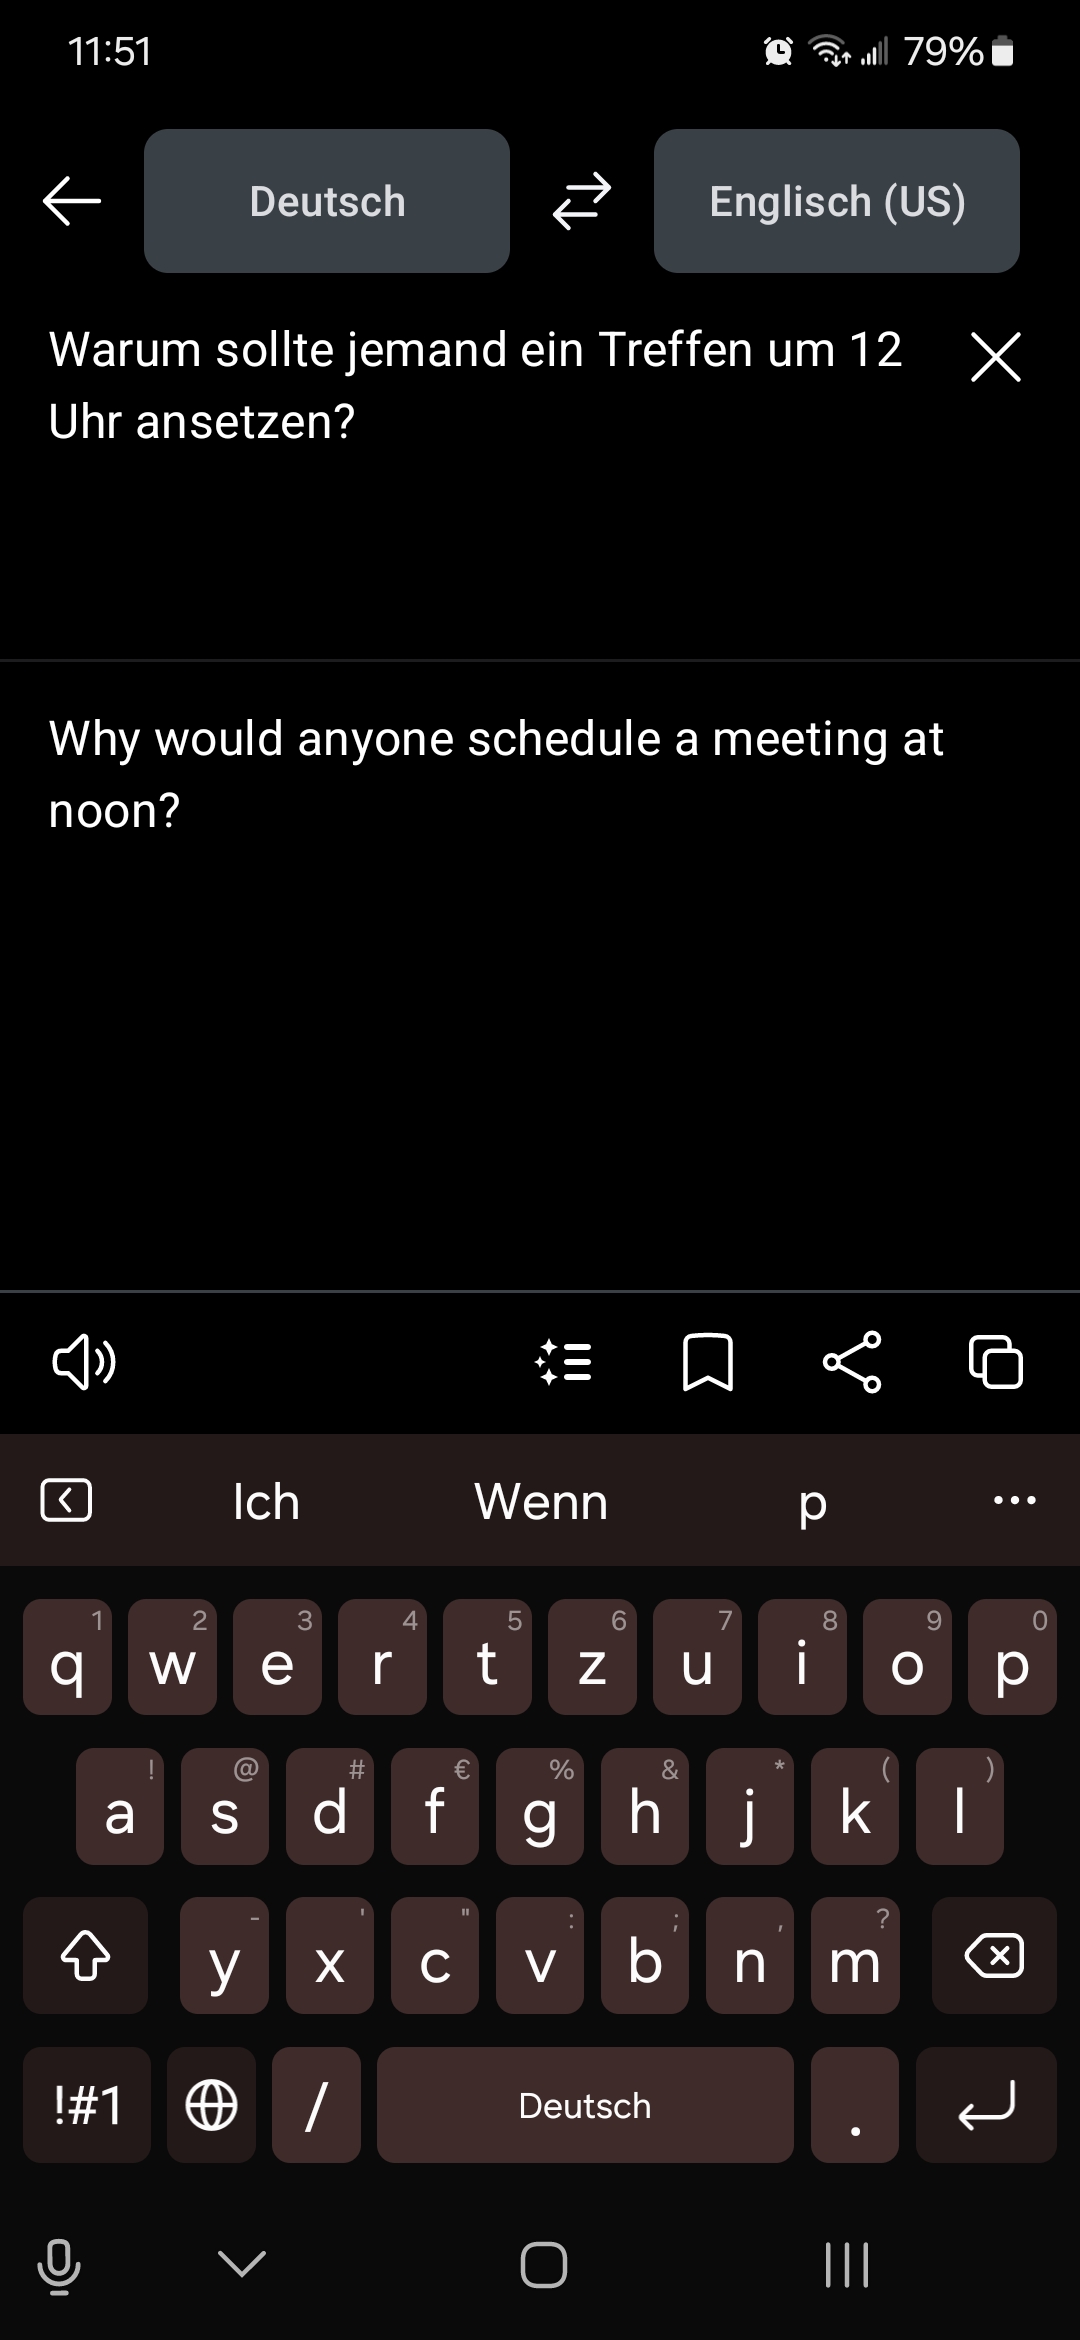 11:51
79%
Deutsch
Englisch (US)
Warum sollte jemand ein Treffen um 12
Uhr ansetzen?
Why would anyone schedule a meeting at
noon?
Ich Wenn p ...
1 2 3 4 5 6 7 8 9 0
q w e r t z u i o p
! @ # € % & * ( )
a s d f g h j k l
- ' " : ; , ?
y x c v b n m
!#1 / Deutsch .